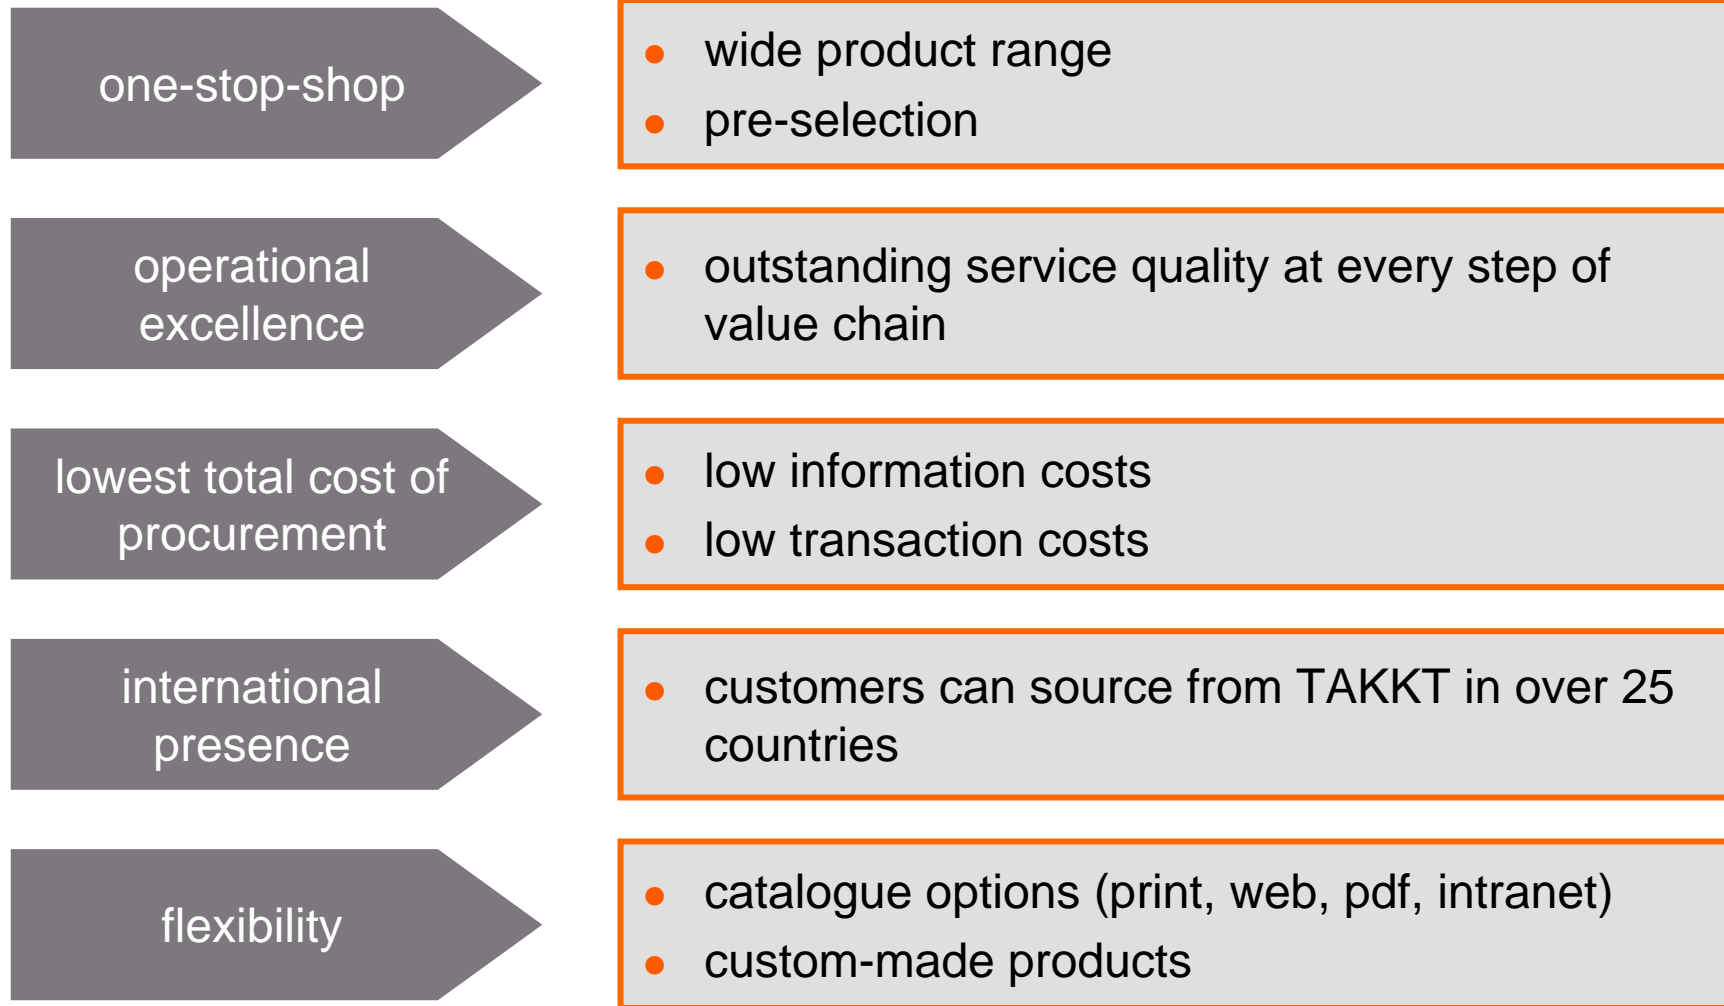 one-stop-shop
● wide product range
● pre-selection
operational
excellence
● outstanding service quality at every step of
value chain
lowest total cost of
procurement
● low information costs
● low transaction costs
international
presence
● customers can source from TAKKT in over 25
countries
flexibility
● catalogue options (print, web, pdf, intranet)
● custom-made products